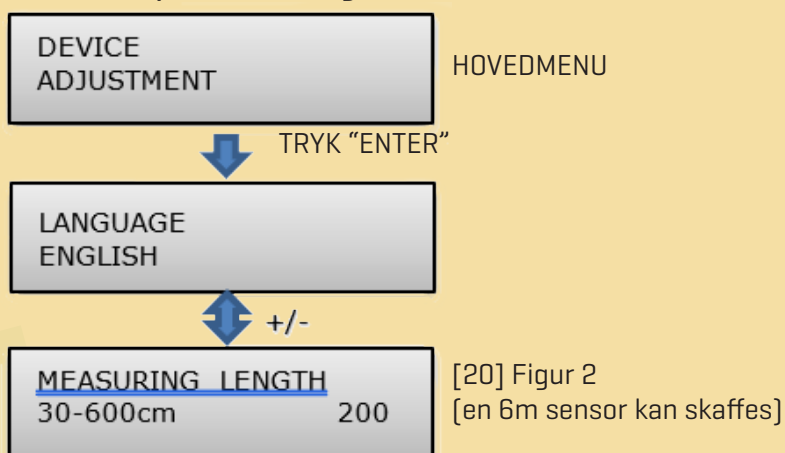 DEVICE
ADJUSTMENT
HOVEDMENU
TRYK “ENTER”
LANGUAGE
ENGLISH
+/-
MEASURING LENGTH
30-600cm 200
[20] Figur 2
(en 6m sensor kan skaffes)